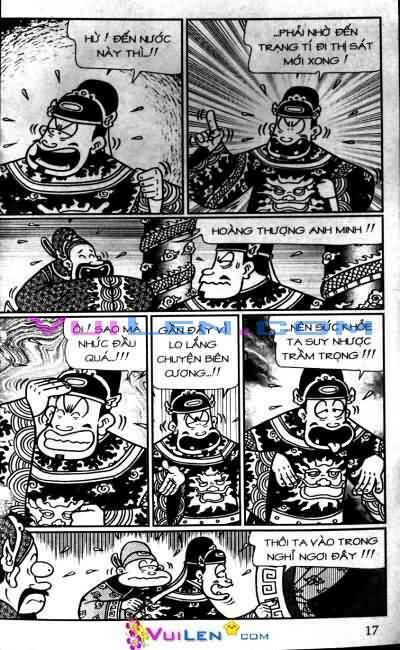 HỪ ! ĐẾN NƯỚC
NÀY THÌ...!!
...PHẢI NHỜ ĐẾN
TRẠNG TÍ ĐI THỊ SÁT
MỚI XONG !
HOÀNG THƯỢNG ANH MINH !!
VUILEN.COM
ÔI ! SAO MÀ
NHỨC ĐẦU
QUÁ...!!!
GẦN ĐÂY VÌ
LO LẮNG
CHUYỆN BIÊN
CƯƠNG...!!
NÊN SỨC KHỎE
TA SUY NHƯỢC
TRẦM TRỌNG !!!
THÔI TA VÀO TRONG
NGHỈ NGƠI ĐÂY !!!
17
VUILEN.COM